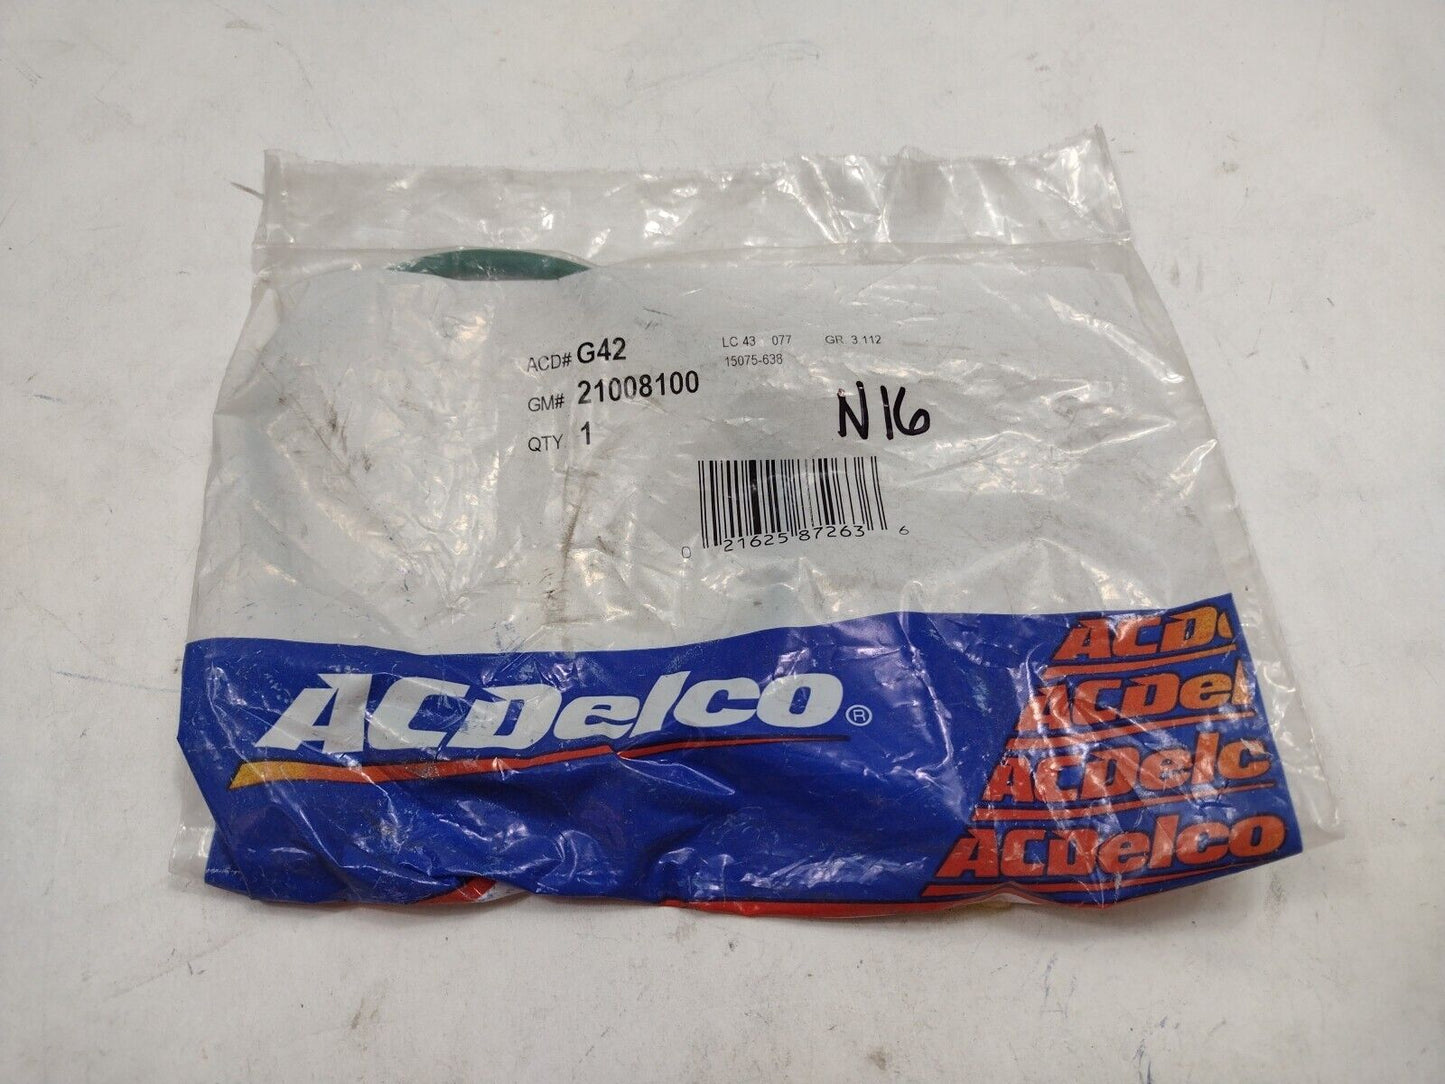 ACD# G42
GM# 21008100
QTY 1
LC 43 077 GR. 3.112
15075-638
N16
0 21625 87263 6
ACDelco®
ACDe
ACDel
ACDelc
ACDelco